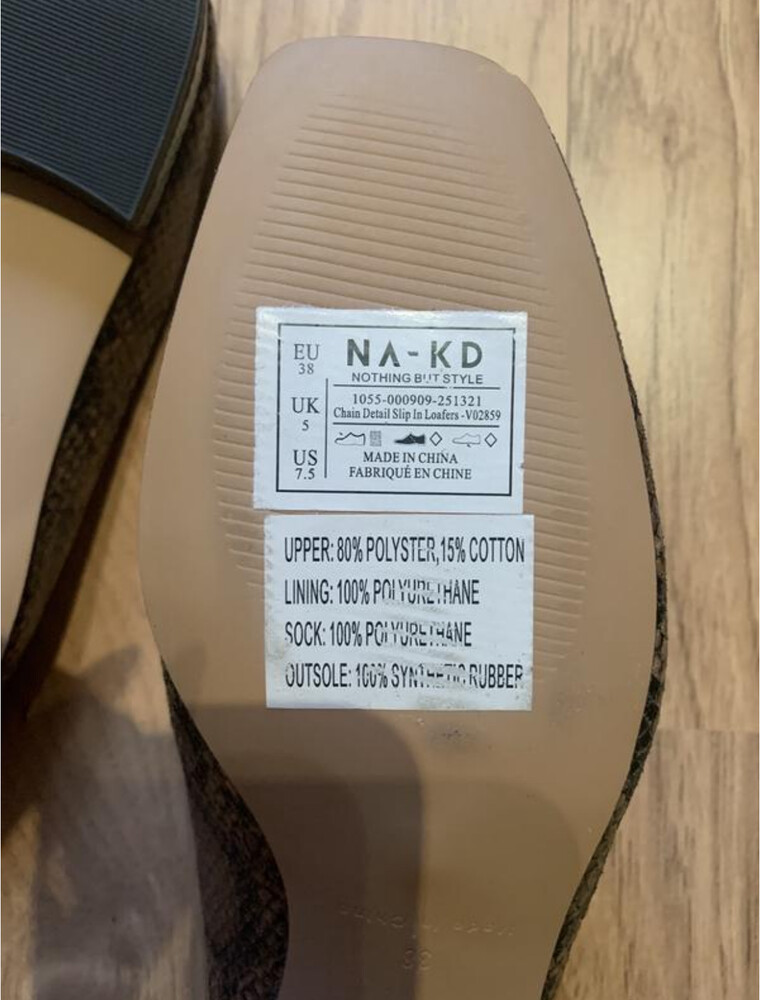 EU
38
UK
5
US
7.5
NA-KD
NOTHING BUT STYLE
1055-000909-251321
Chain Detail Slip In Loafers -V02859
MADE IN CHINA
FABRIQUÉ EN CHINE
UPPER: 80% POLYSTER,15% COTTON
LINING: 100% POLYURETHANE
SOCK: 100% POLYURETHANE
OUTSOLE: 100% SYNTHETIC RUBBER
38